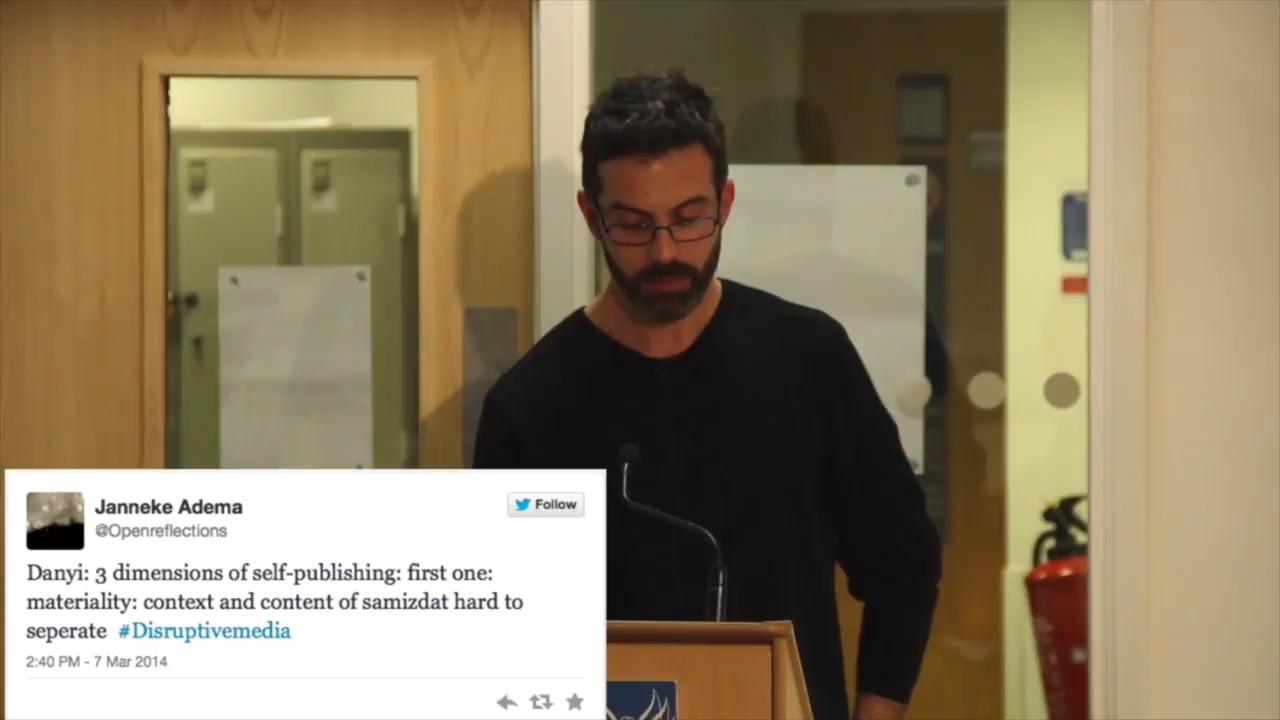 Janneke Adema
Follow
@Openreflections
Danyi: 3 dimensions of self-publishing: first one:
materiality: context and content of samizdat hard to
seperate #Disruptivemedia
2:40 PM - 7 Mar 2014